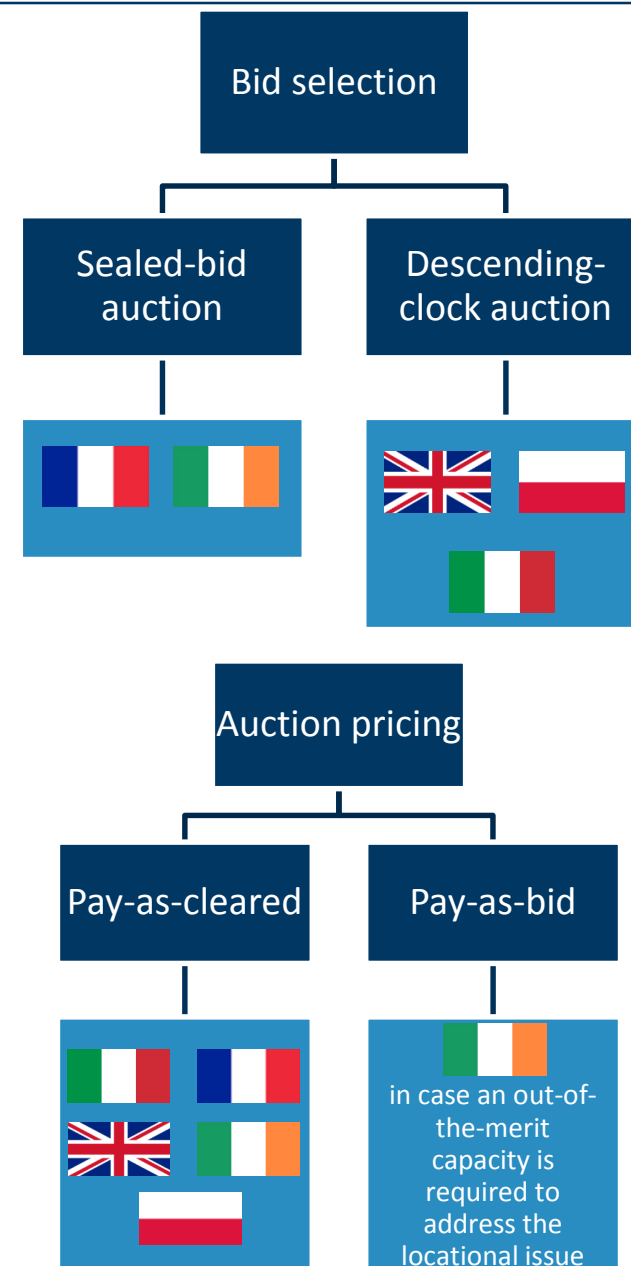 Bid selection
Sealed-bid
auction
Descending-
clock auction
Auction pricing
Pay-as-cleared
Pay-as-bid
in case an out-of-
the-merit
capacity is
required to
address the
locational issue